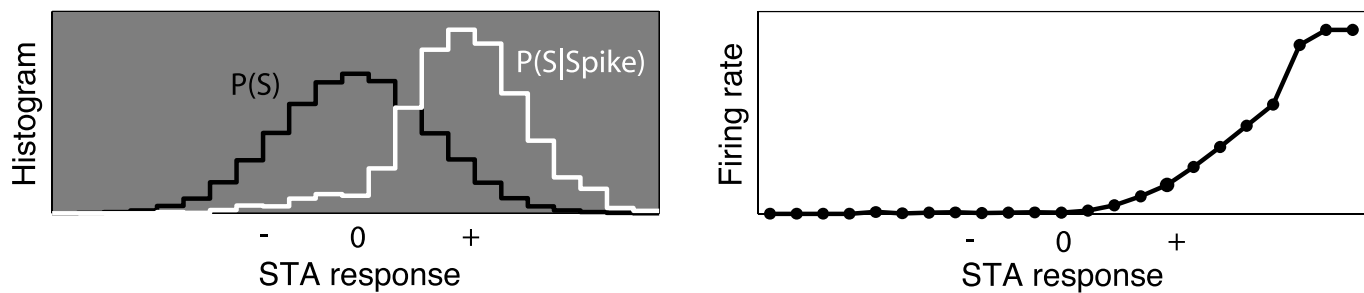 Histogram
P(S)
P(S|Spike)
- 0 +
STA response
Firing rate
- 0 +
STA response